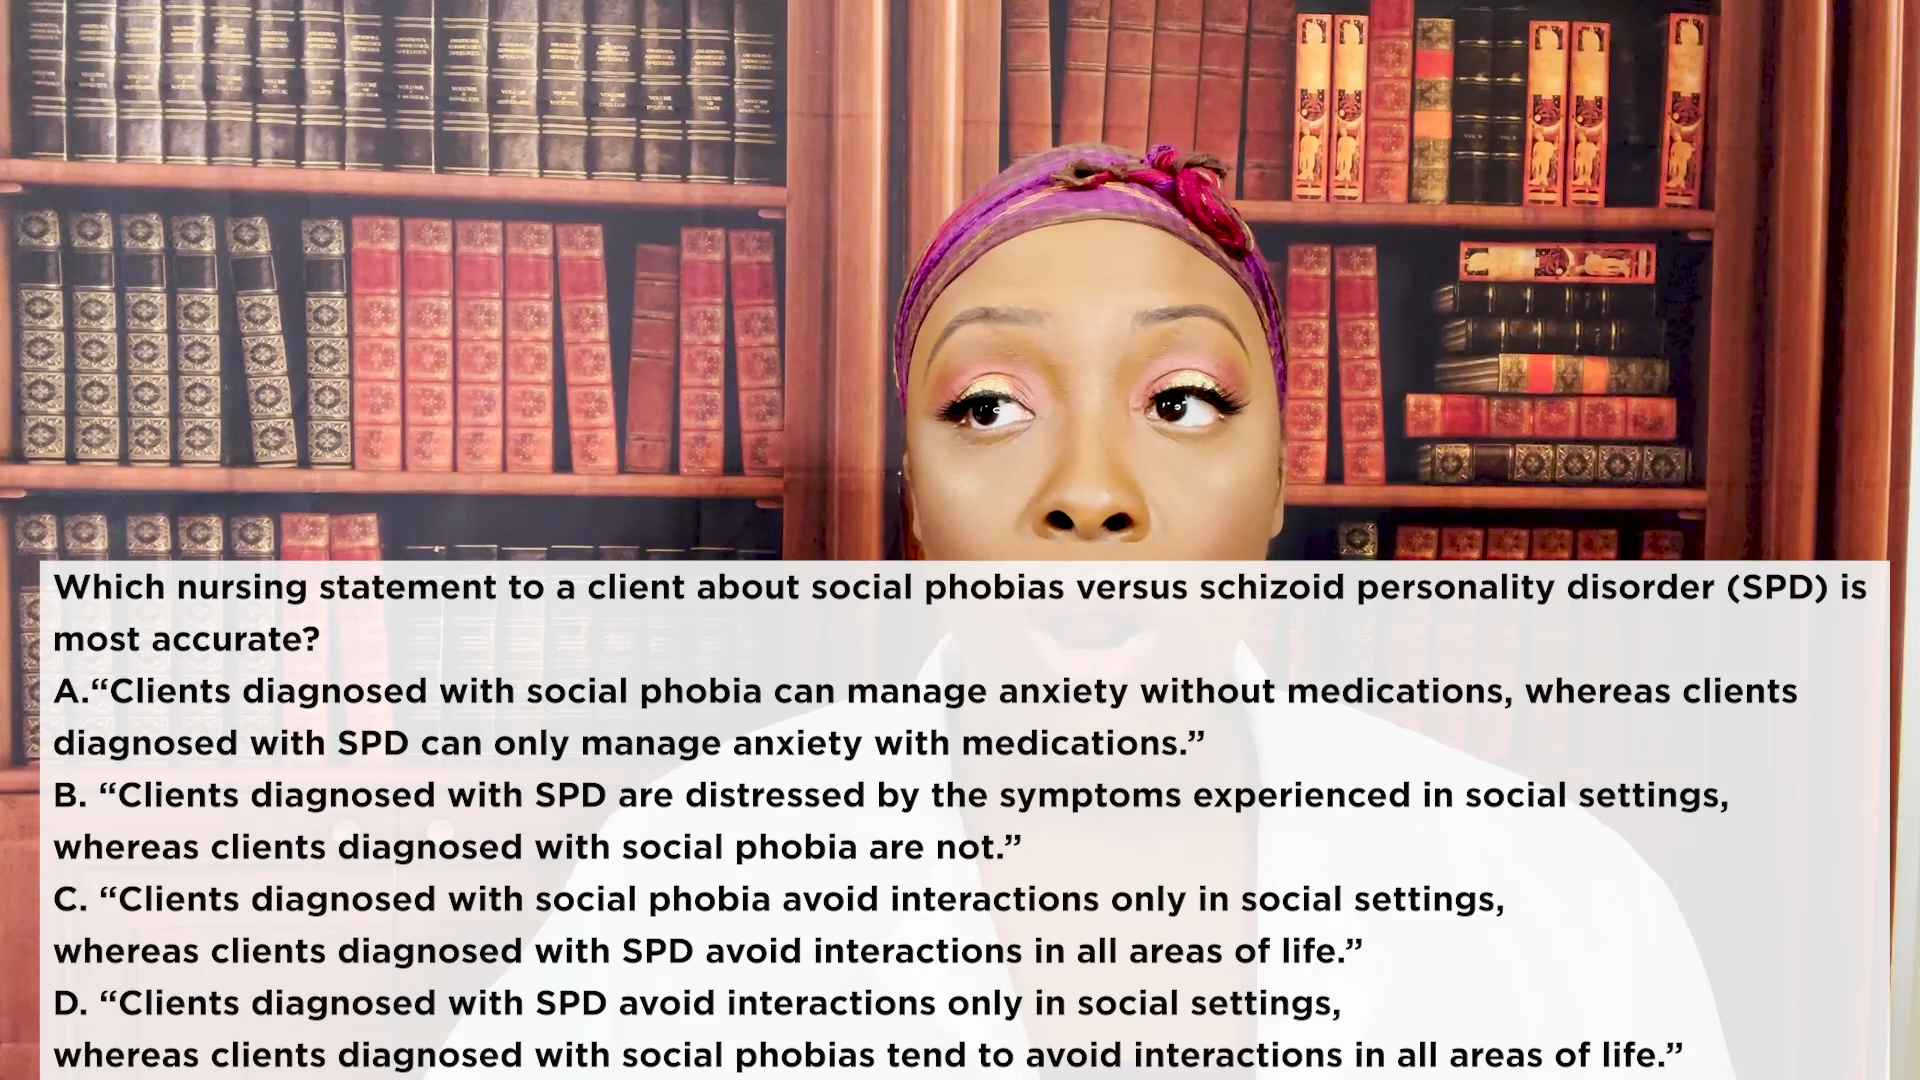 Which nursing statement to a client about social phobias versus schizoid personality disorder (SPD) is
most accurate?
A.“Clients diagnosed with social phobia can manage anxiety without medications, whereas clients
diagnosed with SPD can only manage anxiety with medications.”
B. “Clients diagnosed with SPD are distressed by the symptoms experienced in social settings,
whereas clients diagnosed with social phobia are not.”
C. “Clients diagnosed with social phobia avoid interactions only in social settings,
whereas clients diagnosed with SPD avoid interactions in all areas of life.”
D. “Clients diagnosed with SPD avoid interactions only in social settings,
whereas clients diagnosed with social phobias tend to avoid interactions in all areas of life.”